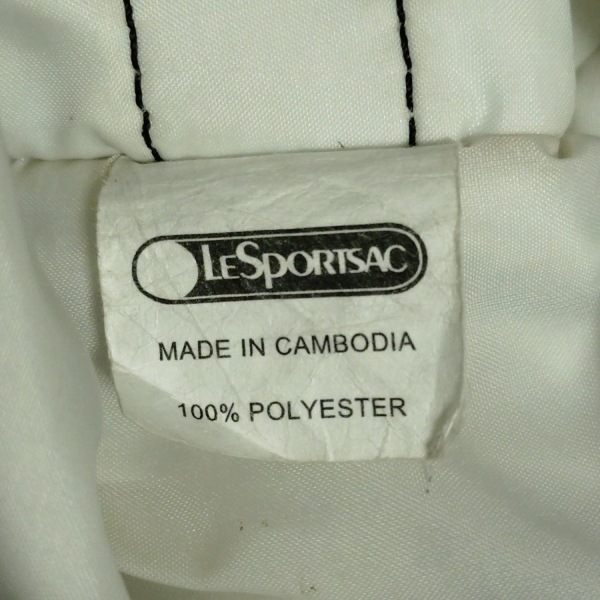 LESPORTSAC
MADE IN CAMBODIA
100% POLYESTER